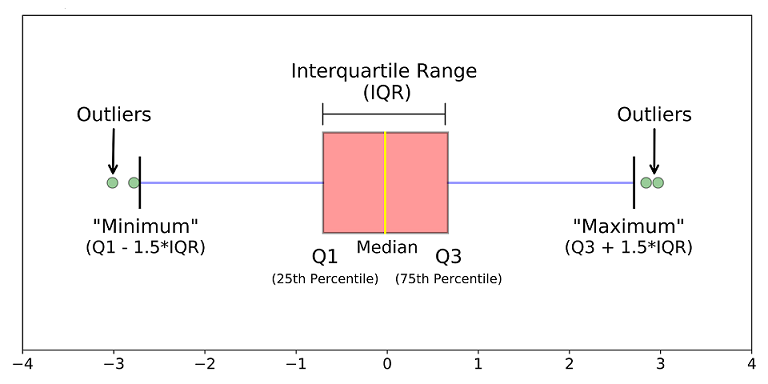 Interquartile Range
(IQR)
Outliers
Outliers
"Minimum"
(Q1 - 1.5*IQR)
"Maximum"
(Q3 + 1.5*IQR)
Q1
Median
Q3
(25th Percentile)
(75th Percentile)
−4
−3
−2
−1
0
1
2
3
4